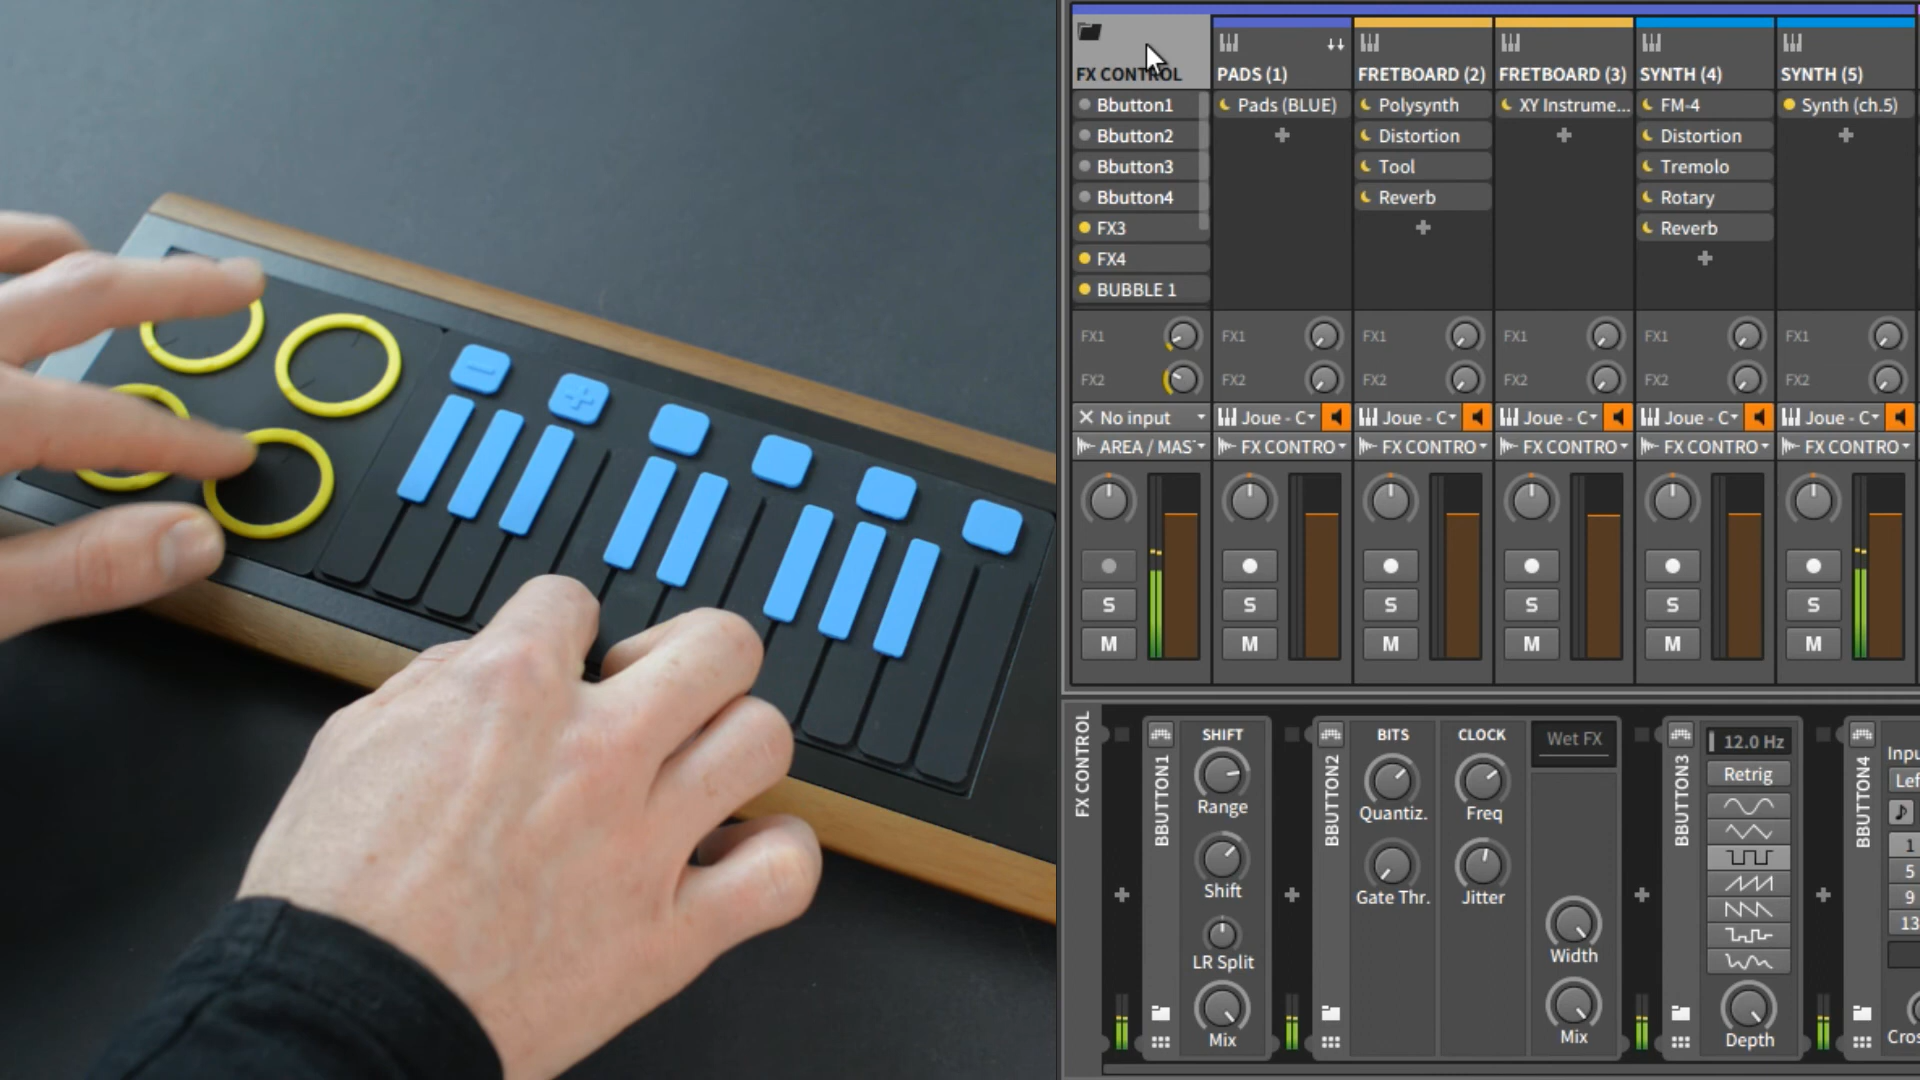 FX CONTROL
PADS (1)
FRETBOARD (2)
FRETBOARD (3)
SYNTH (4)
SYNTH (5)
Bbutton1
Pads (BLUE)
Polysynth
XY Instrume...
FM-4
Synth (ch.5)
Bbutton2
Distortion
Distortion
Bbutton3
Tool
Tremolo
Bbutton4
Reverb
Rotary
FX3
Reverb
FX4
BUBBLE 1
FX1
FX1
FX1
FX1
FX1
FX1
FX2
FX2
FX2
FX2
FX2
FX2
No input
Joue - C
Joue - C
Joue - C
Joue - C
Joue - C
AREA / MAS
FX CONTRO
FX CONTRO
FX CONTRO
FX CONTRO
FX CONTRO
S
S
S
S
S
S
M
M
M
M
M
M
FX CONTROL
BBUTTON1
SHIFT
Range
Shift
LR Split
Mix
BBUTTON2
BITS
Quantiz.
Gate Thr.
CLOCK
Freq
Jitter
Wet FX
Width
Mix
BBUTTON3
12.0 Hz
Retrig
Depth
BBUTTON4
Inpu
Lef
1
5
9
13
Cros